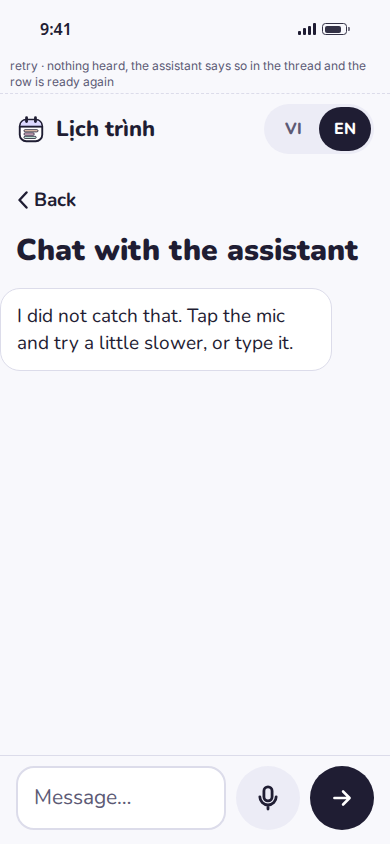 9:41
retry · nothing heard, the assistant says so in the thread and the
row is ready again
Lịch trình
VI
EN
Back
Chat with the assistant
I did not catch that. Tap the mic
and try a little slower, or type it.
Message...